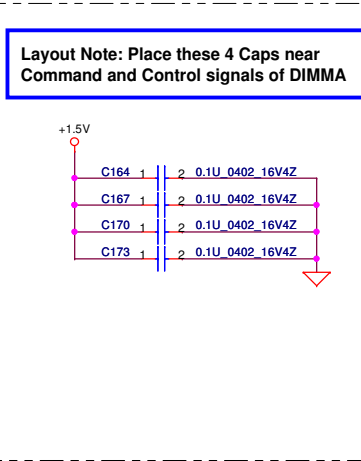 Layout Note: Place these 4 Caps near
Command and Control signals of DIMMA
+1.5V
C164 1 2 0.1U_0402_16V4Z
C167 1 2 0.1U_0402_16V4Z
C170 1 2 0.1U_0402_16V4Z
C173 1 2 0.1U_0402_16V4Z